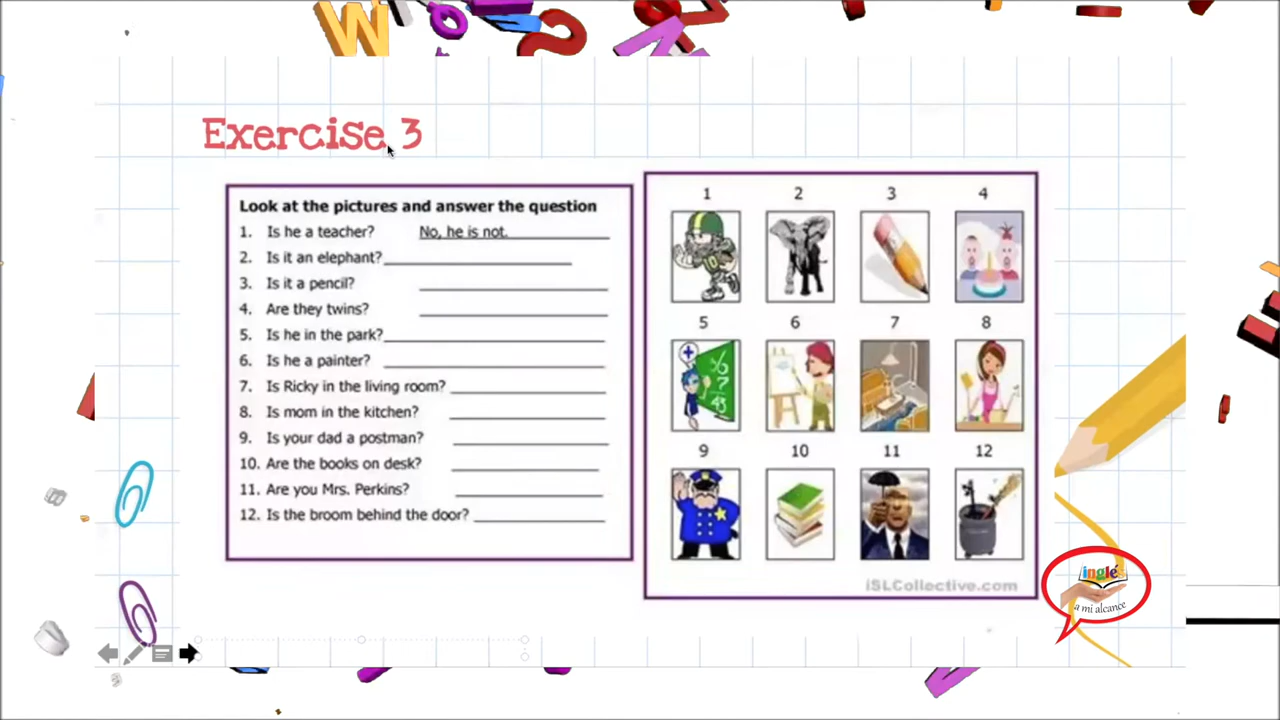 Exercise 3
Look at the pictures and answer the question
1. Is he a teacher? No, he is not.
2. Is it an elephant?
3. Is it a pencil?
4. Are they twins?
5. Is he in the park?
6. Is he a painter?
7. Is Ricky in the living room?
8. Is mom in the kitchen?
9. Is your dad a postman?
10. Are the books on desk?
11. Are you Mrs. Perkins?
12. Is the broom behind the door?
1 2 3 4
5 6 7 8
9 10 11 12
iSLCollective.com
inglés
a mi alcance